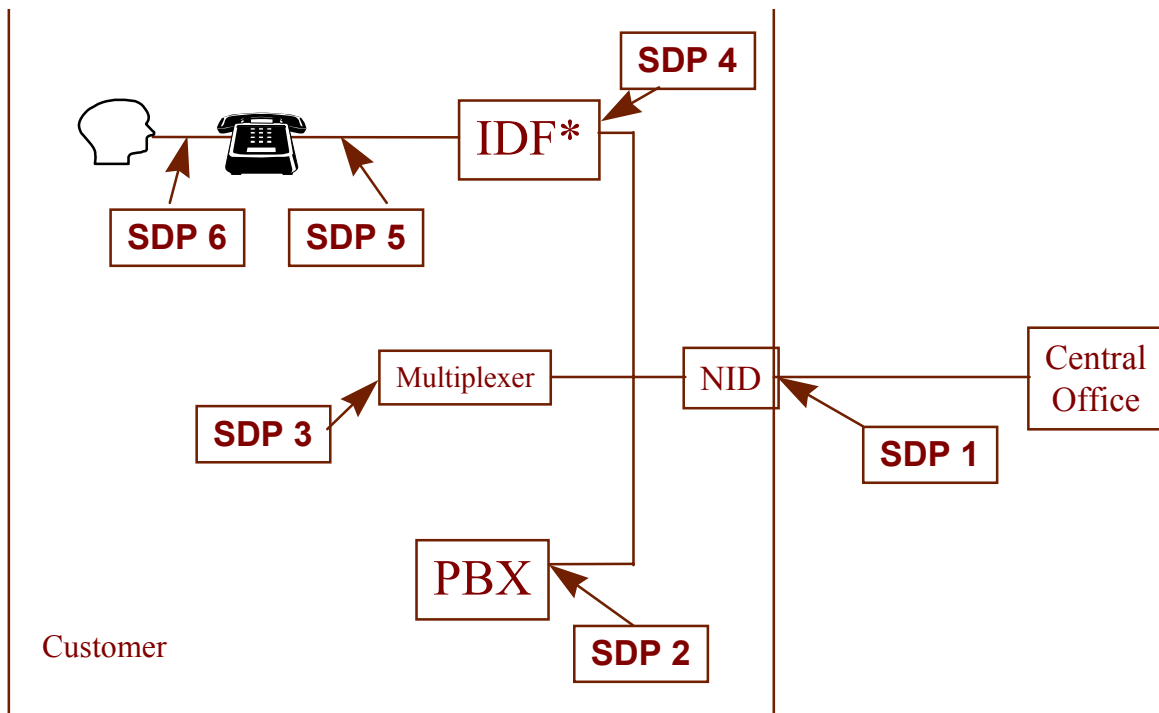 SDP 4
IDF*
SDP 6
SDP 5
Multiplexer
NID
Central
Office
SDP 3
SDP 1
PBX
Customer
SDP 2